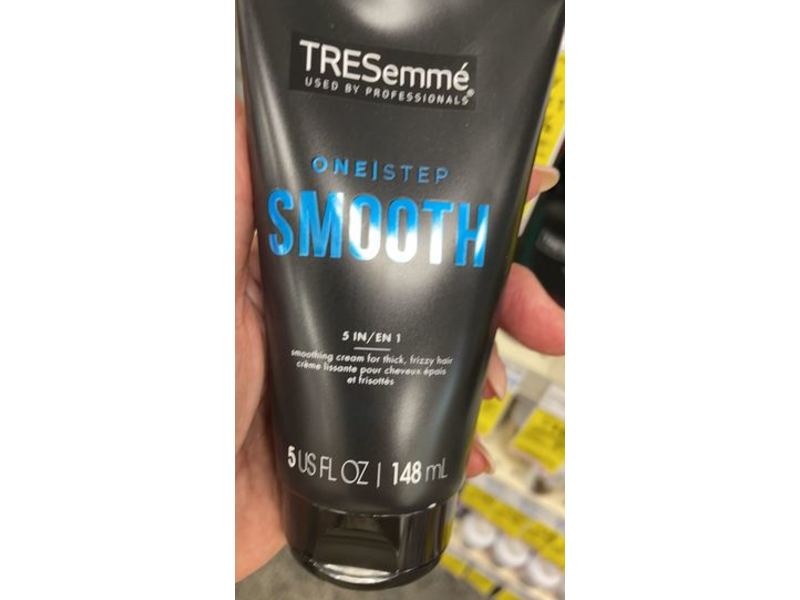 TRESemmé
USED BY PROFESSIONALS®
ONE|STEP
SMOOTH
5 IN/EN 1
smoothing cream for thick, frizzy hair
crème lissante pour cheveux épais
et frisottés
5 US FL OZ | 148 mL